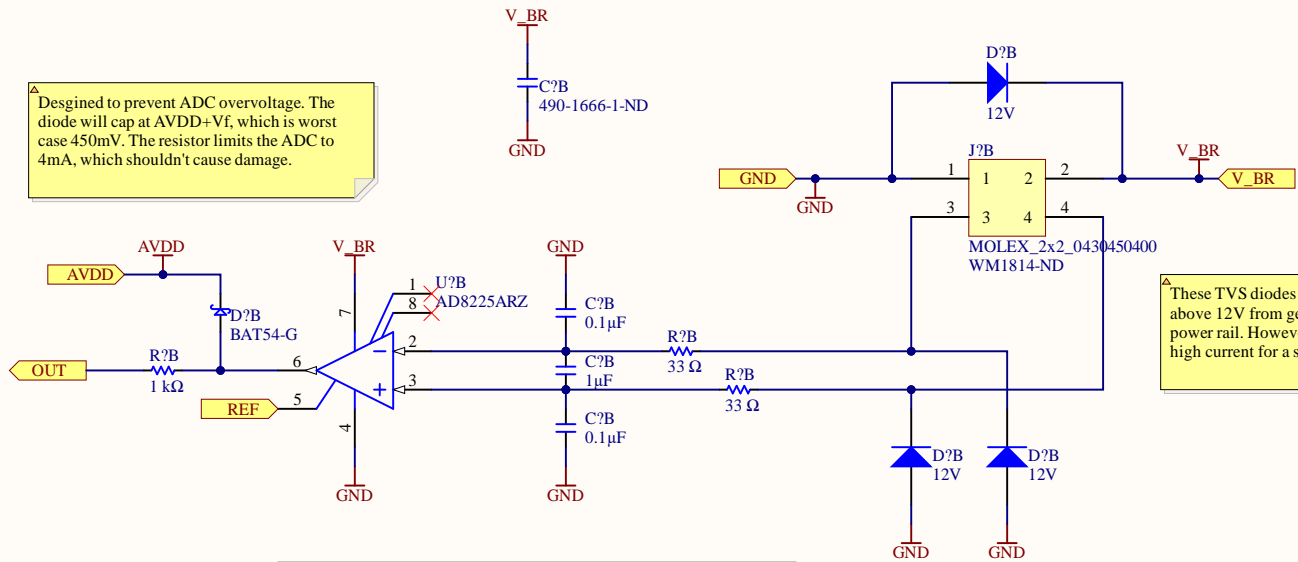 V_BR
C?B
490-1666-1-ND
GND
Desgined to prevent ADC overvoltage. The
diode will cap at AVDD+Vf, which is worst
case 450mV. The resistor limits the ADC to
4mA, which shouldn't cause damage.
D?B
12V
J?B
V_BR
GND
1
1
2
2
V_BR
GND
3
3
4
4
MOLEX_2x2_0430450400
WM1814-ND
AVDD
AVDD
V_BR
GND
1
U?B
8
AD8225ARZ
7
C?B
0.1µF
D?B
BAT54-G
These TVS diodes
above 12V from ge
power rail. Howev
high current for a s
2
R?B
33 Ω
C?B
1µF
OUT
R?B
1 kΩ
6
3
R?B
33 Ω
REF
5
4
C?B
0.1µF
D?B
12V
D?B
12V
GND
GND
GND
GND